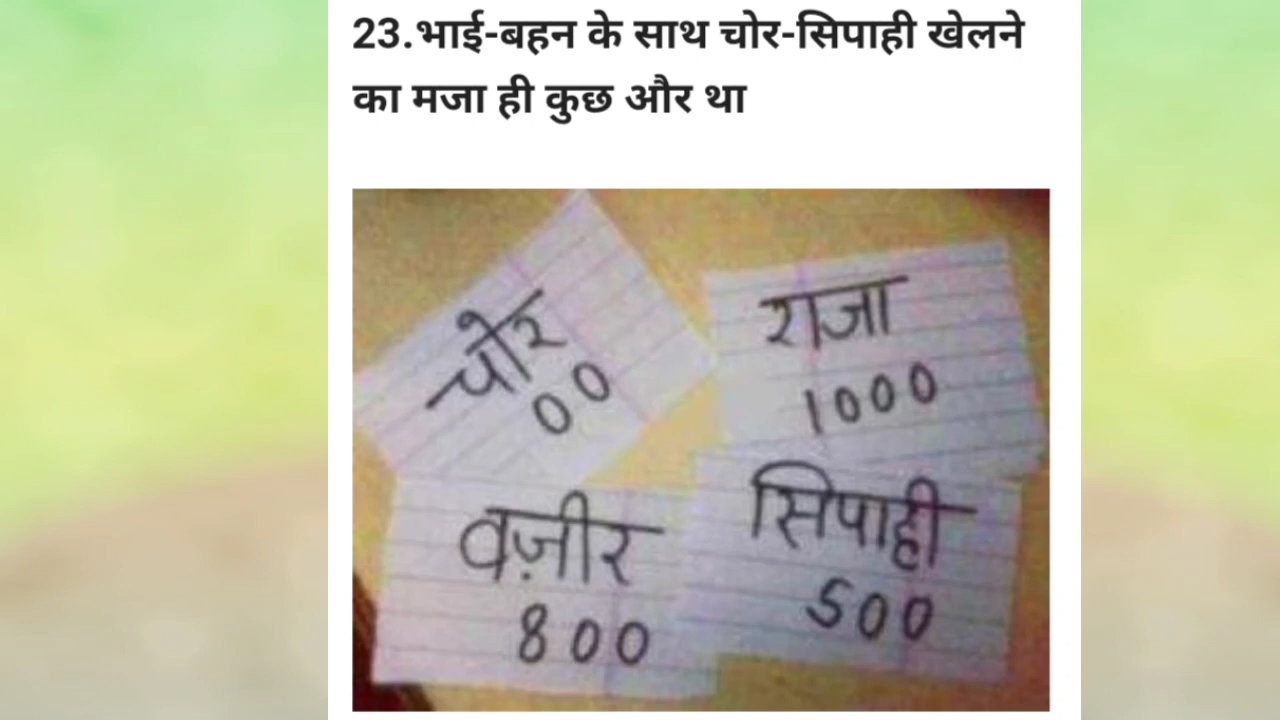 23.भाई-बहन के साथ चोर-सिपाही खेलने
का मजा ही कुछ और था
चोर
00
राजा
1000
वज़ीर
800
सिपाही
500